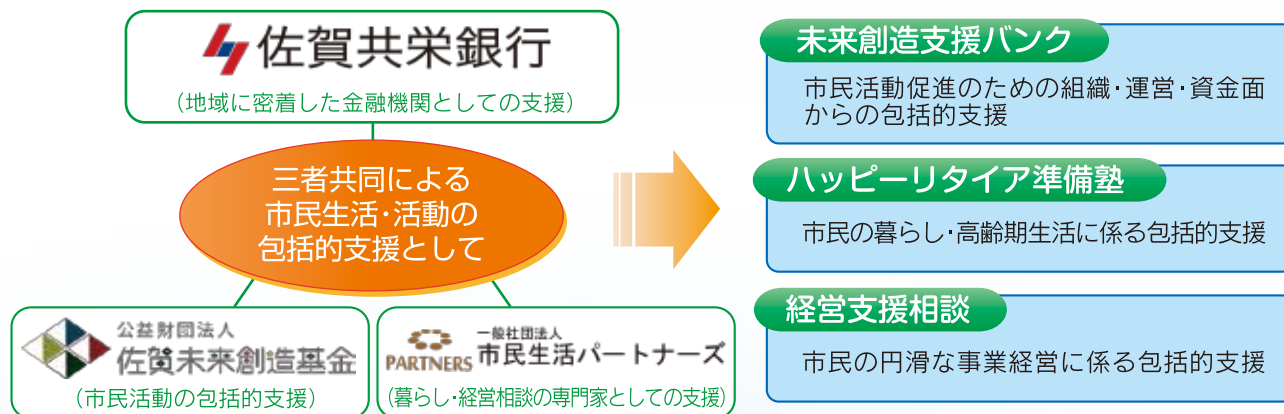 佐賀共栄銀行
(地域に密着した金融機関としての支援)
三者共同による
市民生活・活動の
包括的支援として
公益財団法人
佐賀未来創造基金
(市民活動の包括的支援)
一般社団法人
PARTNERS 市民生活パートナーズ
(暮らし・経営相談の専門家としての支援)
未来創造支援バンク
市民活動促進のための組織・運営・資金面
からの包括的支援
ハッピーリタイア準備塾
市民の暮らし・高齢期生活に係る包括的支援
経営支援相談
市民の円滑な事業経営に係る包括的支援